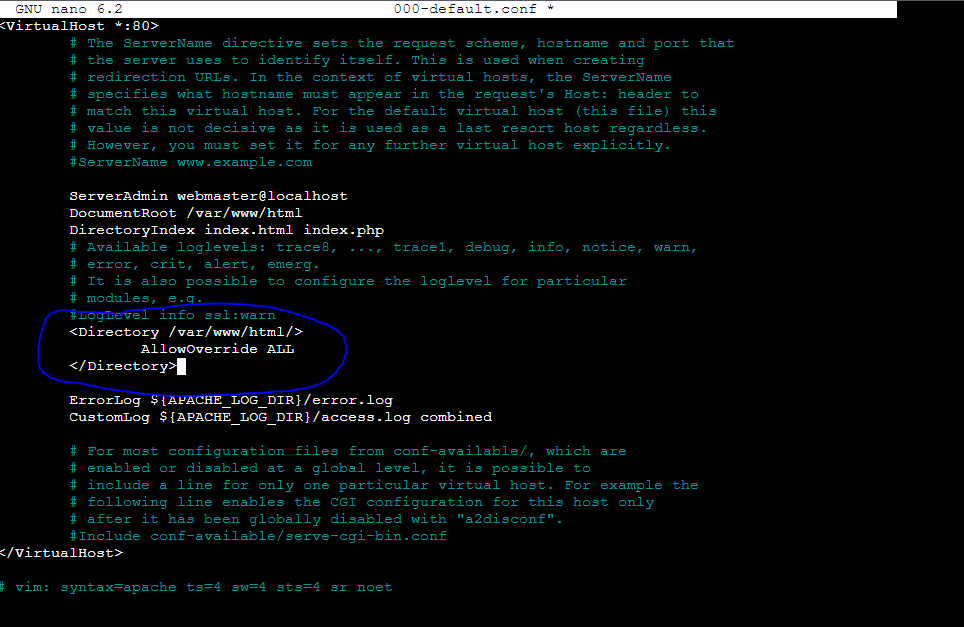 GNU nano 6.2 000-default.conf *
<VirtualHost *:80>
# The ServerName directive sets the request scheme, hostname and port that
# the server uses to identify itself. This is used when creating
# redirection URLs. In the context of virtual hosts, the ServerName
# specifies what hostname must appear in the request's Host: header to
# match this virtual host. For the default virtual host (this file) this
# value is not decisive as it is used as a last resort host regardless.
# However, you must set it for any further virtual host explicitly.
#ServerName www.example.com
ServerAdmin webmaster@localhost
DocumentRoot /var/www/html
DirectoryIndex index.html index.php
# Available loglevels: trace8, ..., trace1, debug, info, notice, warn,
# error, crit, alert, emerg.
# It is also possible to configure the loglevel for particular
# modules, e.g.
#LogLevel info ssl:warn
<Directory /var/www/html/>
AllowOverride ALL
</Directory>
ErrorLog ${APACHE_LOG_DIR}/error.log
CustomLog ${APACHE_LOG_DIR}/access.log combined
# For most configuration files from conf-available/, which are
# enabled or disabled at a global level, it is possible to
# include a line for only one particular virtual host. For example the
# following line enables the CGI configuration for this host only
# after it has been globally disabled with "a2disconf".
#Include conf-available/serve-cgi-bin.conf
</VirtualHost>
# vim: syntax=apache ts=4 sw=4 sts=4 sr noet